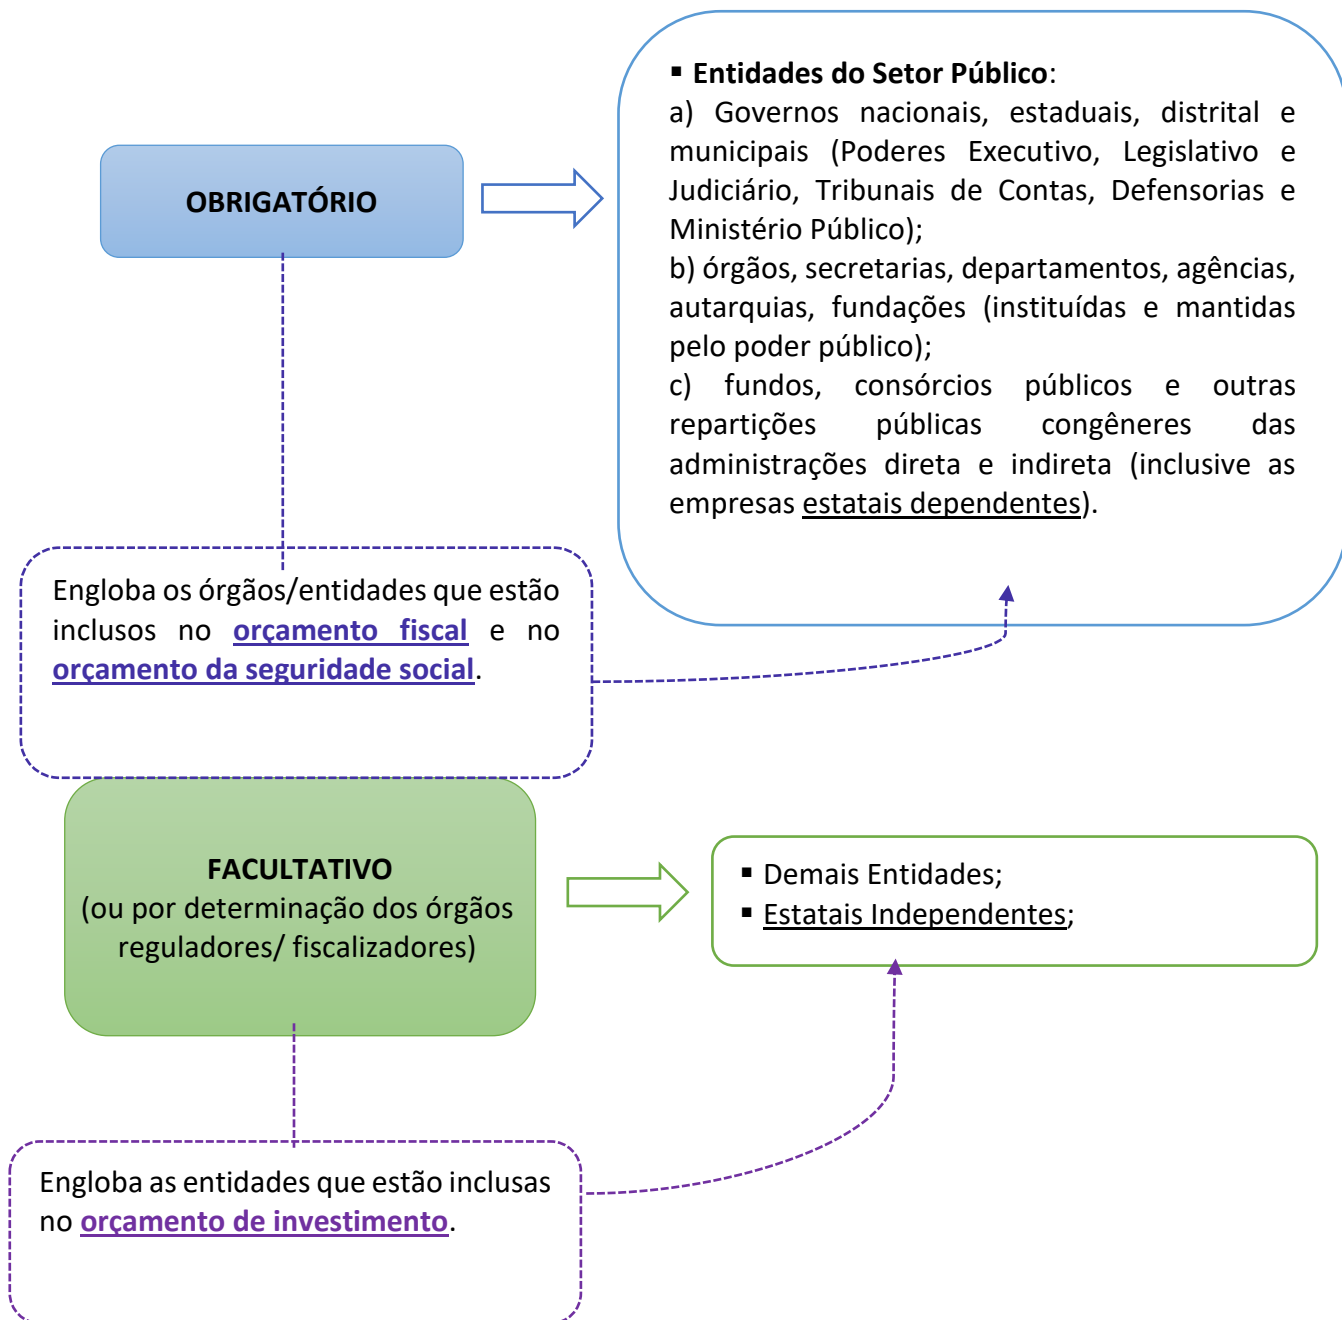 OBRIGATÓRIO
▪ Entidades do Setor Público:
a) Governos nacionais, estaduais, distrital e
municipais (Poderes Executivo, Legislativo e
Judiciário, Tribunais de Contas, Defensorias e
Ministério Público);
b) órgãos, secretarias, departamentos, agências,
autarquias, fundações (instituídas e mantidas
pelo poder público);
c) fundos, consórcios públicos e outras
repartições públicas congêneres das
administrações direta e indireta (inclusive as
empresas estatais dependentes).
Engloba os órgãos/entidades que estão
inclusos no orçamento fiscal e no
orçamento da seguridade social.
FACULTATIVO
(ou por determinação dos órgãos
reguladores/ fiscalizadores)
▪ Demais Entidades;
▪ Estatais Independentes;
Engloba as entidades que estão inclusas
no orçamento de investimento.